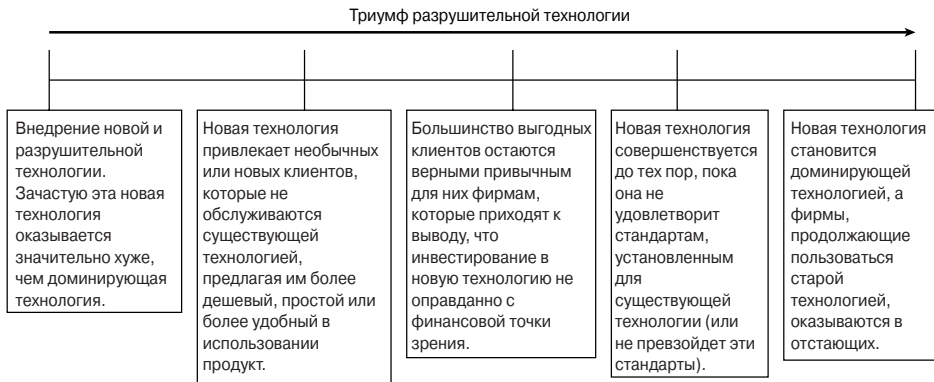 Триумф разрушительной технологии
Внедрение новой и
разрушительной
технологии.
Зачастую эта новая
технология
оказывается
значительно хуже,
чем доминирующая
технология.
Новая технология
привлекает необычных
или новых клиентов,
которые не
обслуживаются
существующей
технологией,
предлагая им более
дешевый, простой или
более удобный в
использовании
продукт.
Большинство выгодных
клиентов остаются
верными привычным
для них фирмам,
которые приходят к
выводу, что
инвестирование в
новую технологию не
оправданно с
финансовой точки
зрения.
Новая технология
совершенствуется
до тех пор, пока
она не
удовлетворит
стандартам,
установленным
для
существующей
технологии (или
не превзойдет эти
стандарты).
Новая технология
становится
доминирующей
технологией, а
фирмы,
продолжающие
пользоваться
старой
технологией,
оказываются в
отстающих.